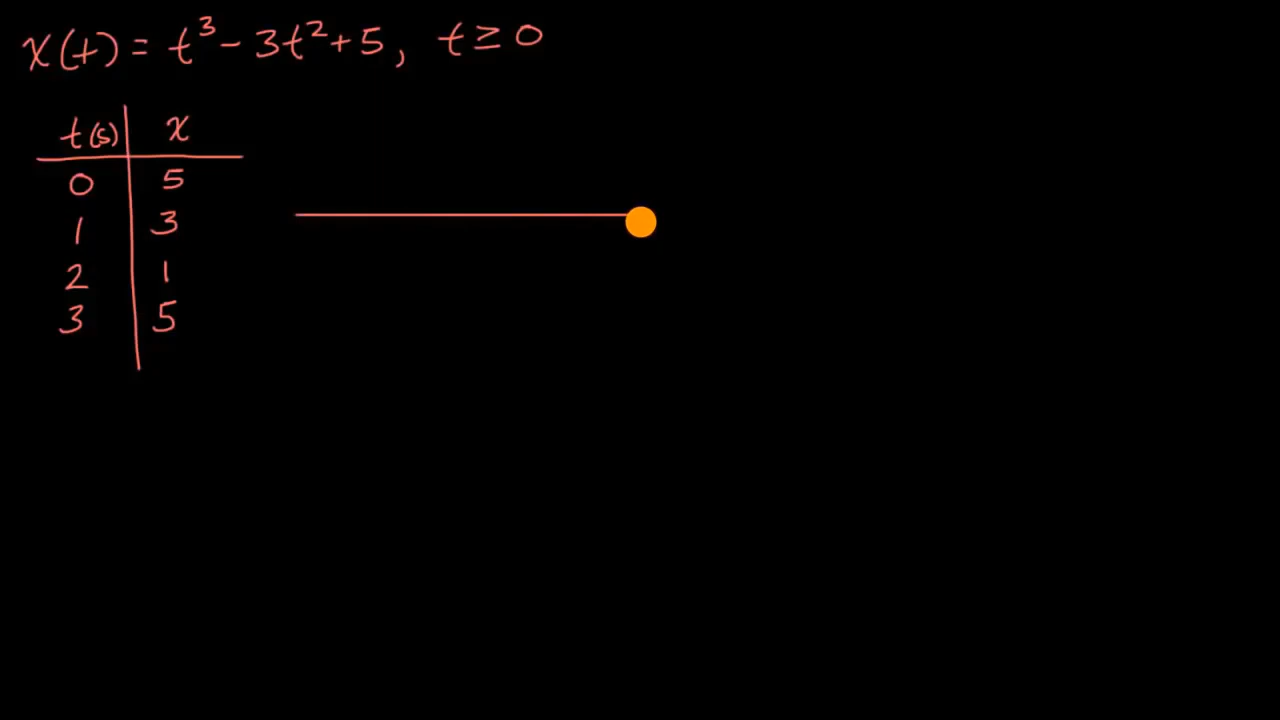 x(t) = t³ - 3t² + 5, t ≥ 0
t(s) x
0 5
1 3
2 1
3 5